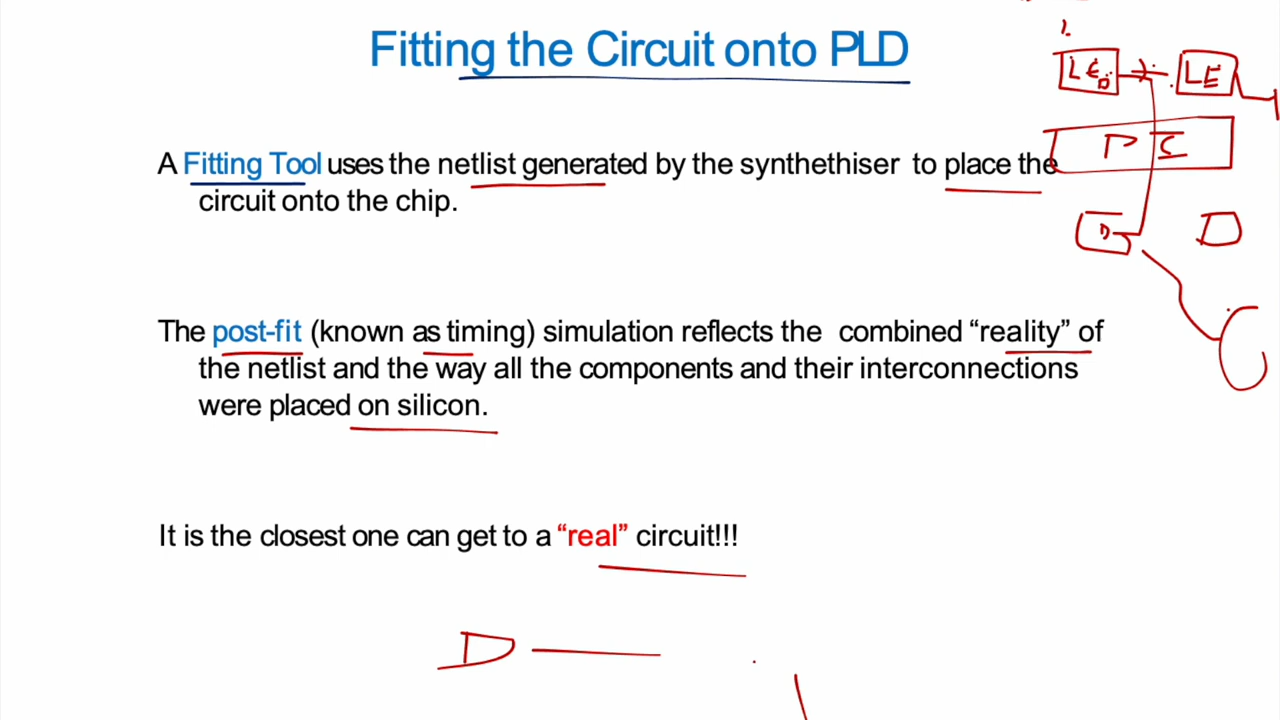 Fitting the Circuit onto PLD
1.
LE D LE
P I
D D
A Fitting Tool uses the netlist generated by the synthethiser to place the
circuit onto the chip.
The post-fit (known as timing) simulation reflects the combined “reality” of
the netlist and the way all the components and their interconnections
were placed on silicon.
It is the closest one can get to a “real” circuit!!!
D